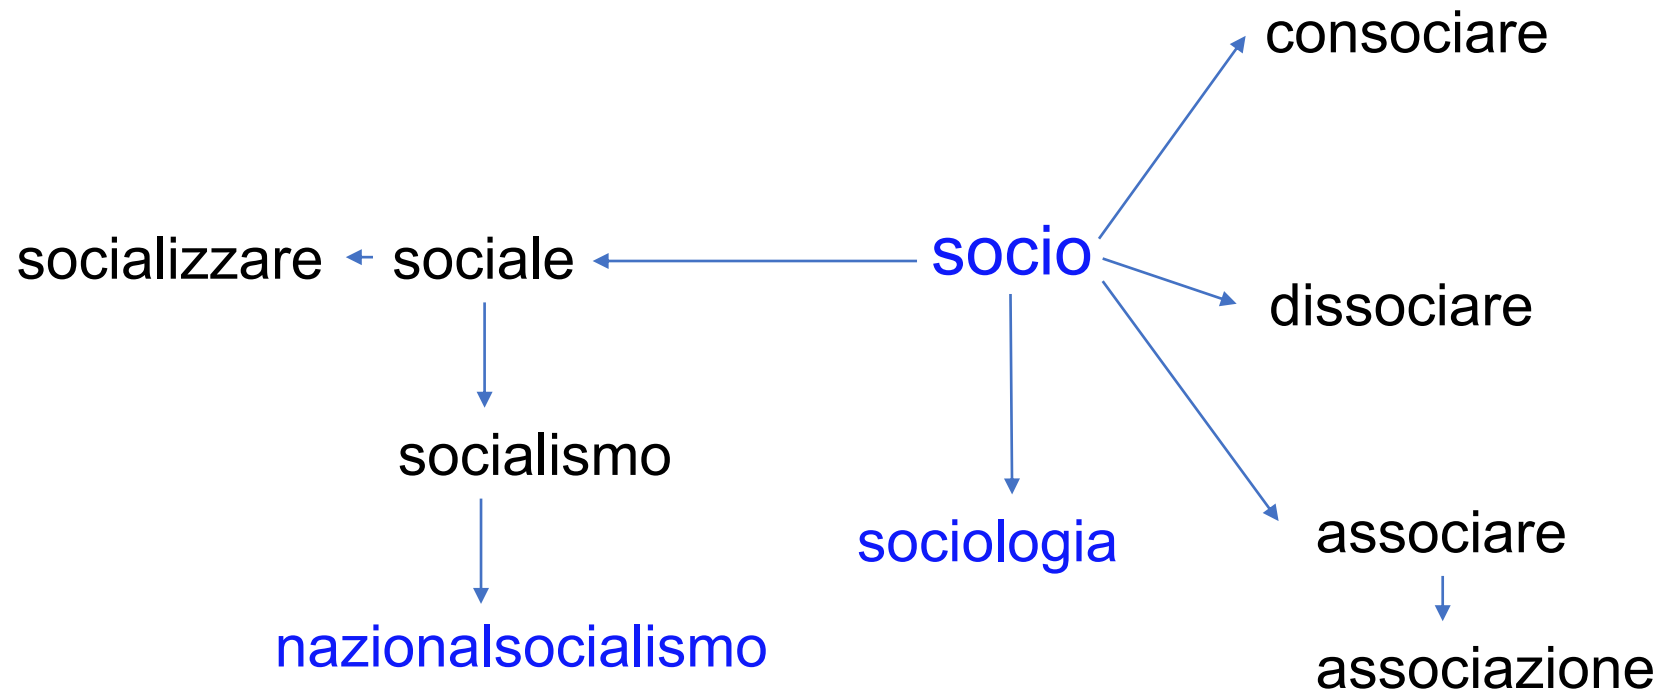 consociare
socio
socializzare
sociale
dissociare
socialismo
sociologia
associare
nazionalsocialismo
associazione